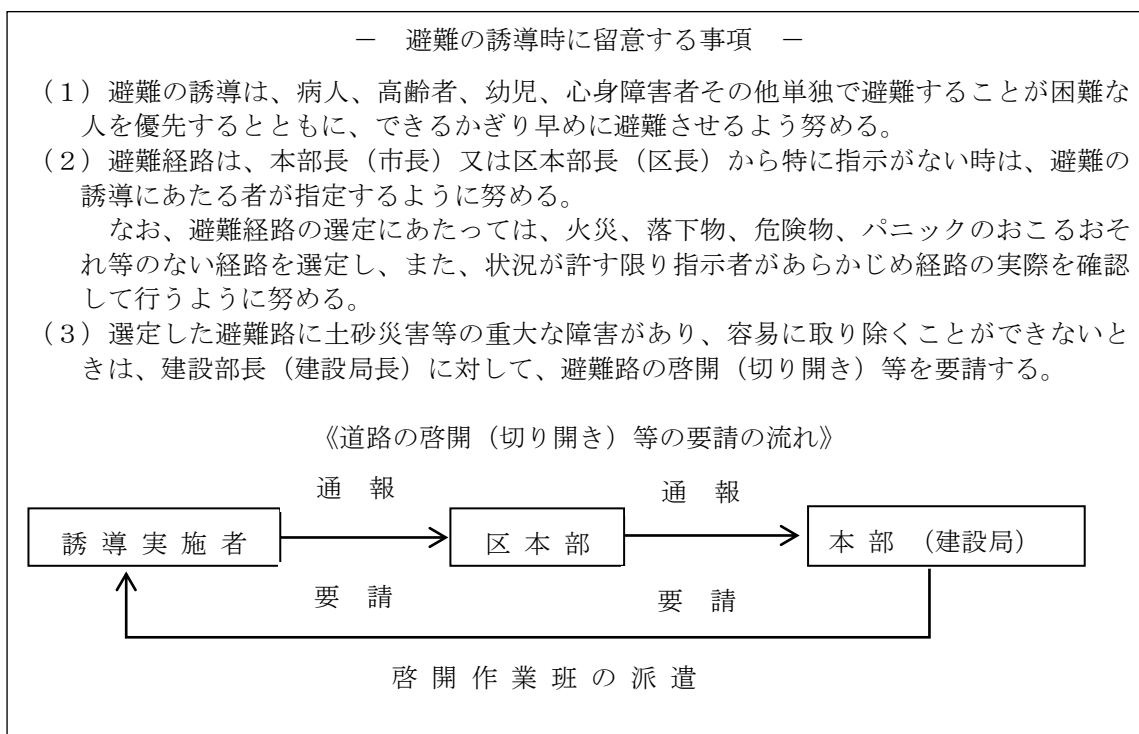 － 避難の誘導時に留意する事項 －
（１）避難の誘導は、病人、高齢者、幼児、心身障害者その他単独で避難することが困難な
人を優先するとともに、できるかぎり早めに避難させるよう努める。
（２）避難経路は、本部長（市長）又は区本部長（区長）から特に指示がない時は、避難の
誘導にあたる者が指定するように努める。
なお、避難経路の選定にあたっては、火災、落下物、危険物、パニックのおこるおそ
れ等のない経路を選定し、また、状況が許す限り指示者があらかじめ経路の実際を確認
して行うように努める。
（３）選定した避難路に土砂災害等の重大な障害があり、容易に取り除くことができないと
きは、建設部長（建設局長）に対して、避難路の啓開（切り開き）等を要請する。
《道路の啓開（切り開き）等の要請の流れ》
通 報 通 報
誘 導 実 施 者 区 本 部 本 部 （建設局）
要 請 要 請
啓 開 作 業 班 の 派 遣